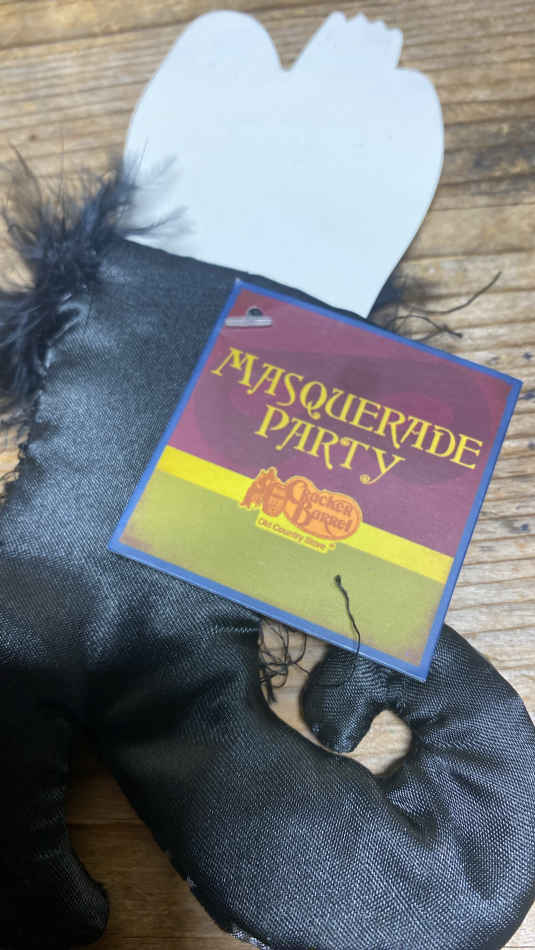 MASQUERADE
PARTY
Cracker
Barrel
Old Country Store